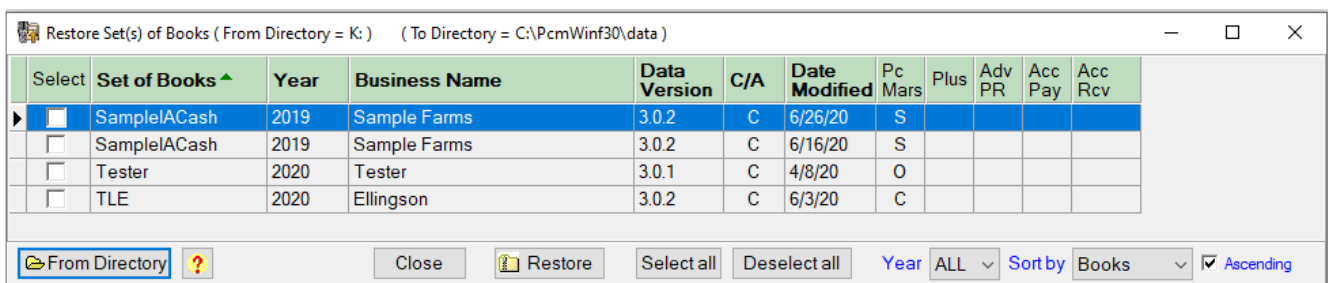 Restore Set(s) of Books ( From Directory = K: ) ( To Directory = C:\PcmWinf30\data )
Select Set of Books Year Business Name Data Version C/A Date Modified Pc Mars Plus Adv PR Acc Pay Acc Rcv
SampleIACash 2019 Sample Farms 3.0.2 C 6/26/20 S
SampleIACash 2019 Sample Farms 3.0.2 C 6/16/20 S
Tester 2020 Tester 3.0.1 C 4/8/20 O
TLE 2020 Ellingson 3.0.2 C 6/3/20 C
From Directory ? Close Restore Select all Deselect all Year ALL Sort by Books Ascending